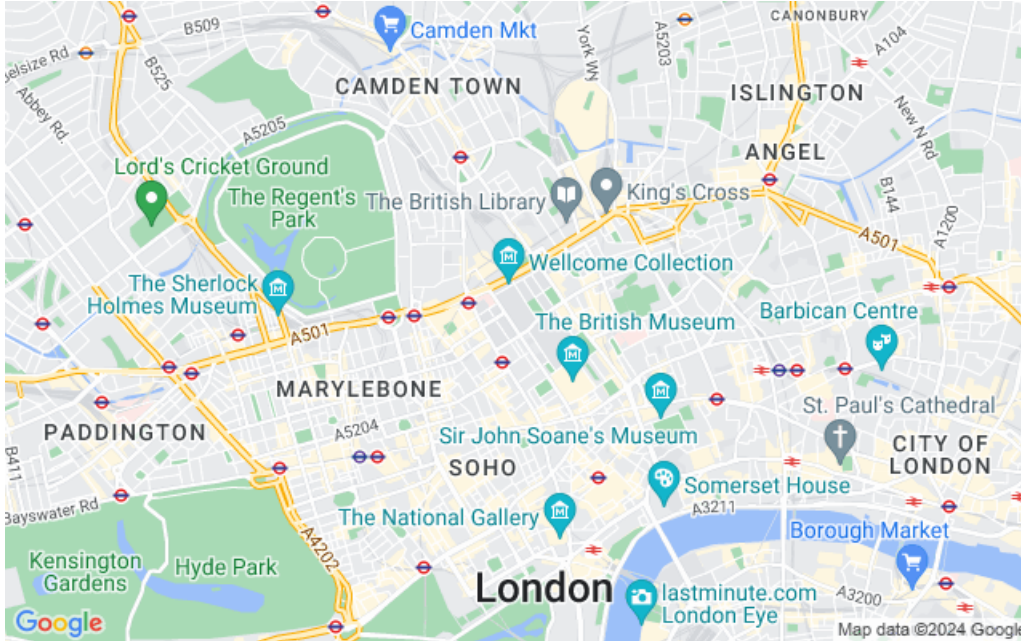 CANONBURY
B509
A5203
Camden Mkt
York Wy
A104
elsize Rd
B525
CAMDEN TOWN
ISLINGTON
Abbey Rd.
New N Rd
A5205
ANGEL
Lord's Cricket Ground
The Regent's
Park
The British Library
King's Cross
B144
A1200
A501
Wellcome Collection
The Sherlock
Holmes Museum
A501
The British Museum
Barbican Centre
MARYLEBONE
St. Paul's Cathedral
PADDINGTON
A5204
Sir John Soane's Museum
CITY OF
LONDON
B411
SOHO
Somerset House
Bayswater Rd
A3211
The National Gallery
Borough Market
A4202
Kensington
Gardens
Hyde Park
London
lastminute.com
London Eye
A3200
Google
Map data ©2024 Google